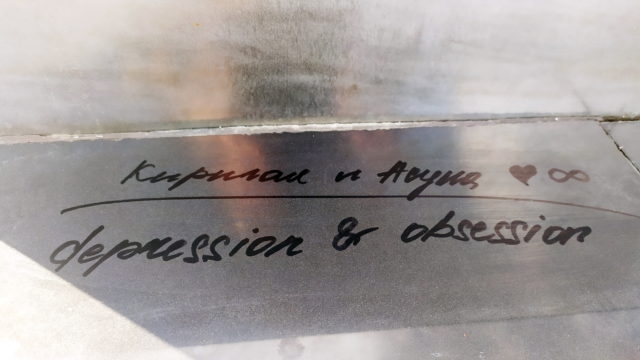 Кирилл и Асуна ♥ ∞
depression & obsession